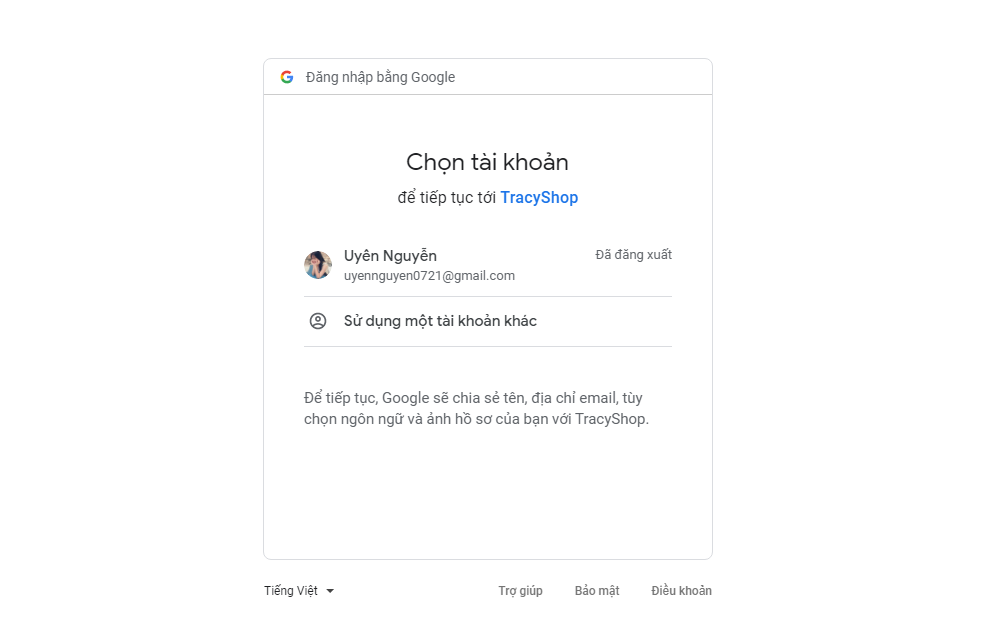 Đăng nhập bằng Google
Chọn tài khoản
để tiếp tục tới TracyShop
Uyên Nguyễn
Đã đăng xuất
uyennguyen0721@gmail.com
Sử dụng một tài khoản khác
Để tiếp tục, Google sẽ chia sẻ tên, địa chỉ email, tùy
chọn ngôn ngữ và ảnh hồ sơ của bạn với TracyShop.
Tiếng Việt
Trợ giúp
Bảo mật
Điều khoản